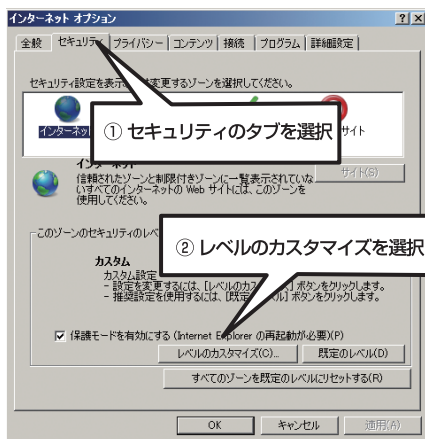 インターネット オプション
全般 セキュリティ プライバシー コンテンツ 接続 プログラム 詳細設定
セキュリティ設定を表示 変更するゾーンを選択してください。
① セキュリティのタブを選択
インターネッ サイト
インターネット
信頼されたゾーンと制限付きゾーンに一覧表示されていな
いすべてのインターネットの Web サイトには、このゾーンを
使用してください。
サイト(S)
このゾーンのセキュリティのレベ
② レベルのカスタマイズを選択
カスタム
カスタム設定
- 設定を変更するには、[レベルのカス ズ] ボタンをクリックします。
- 推奨設定を使用するには、[既定 ベル] ボタンをクリックします。
保護モードを有効にする (Internet Explorer の再起動が必要)(P)
レベルのカスタマイズ(C)... 既定のレベル(D)
すべてのゾーンを既定のレベルにリセットする(R)
OK キャンセル 適用(A)